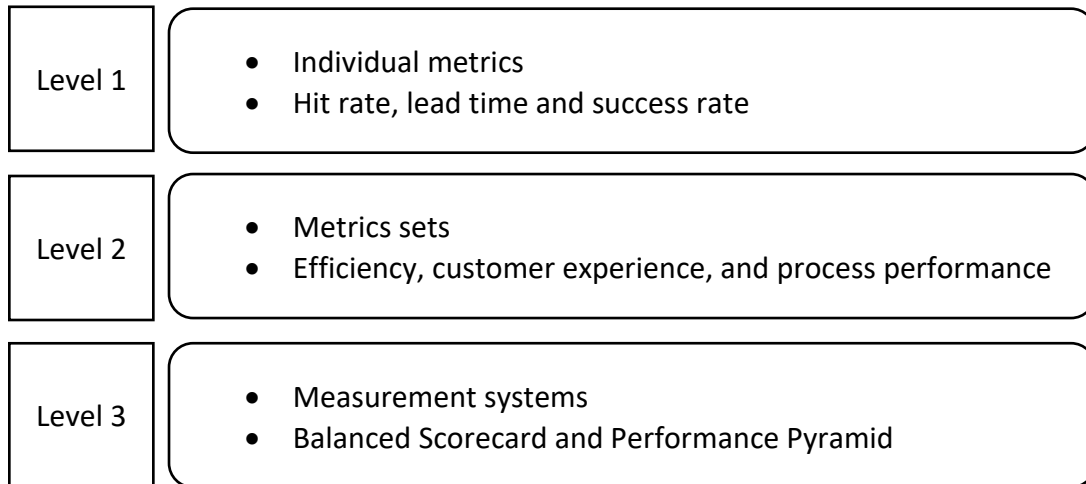 Level 1
• Individual metrics
• Hit rate, lead time and success rate
Level 2
• Metrics sets
• Efficiency, customer experience, and process performance
Level 3
• Measurement systems
• Balanced Scorecard and Performance Pyramid